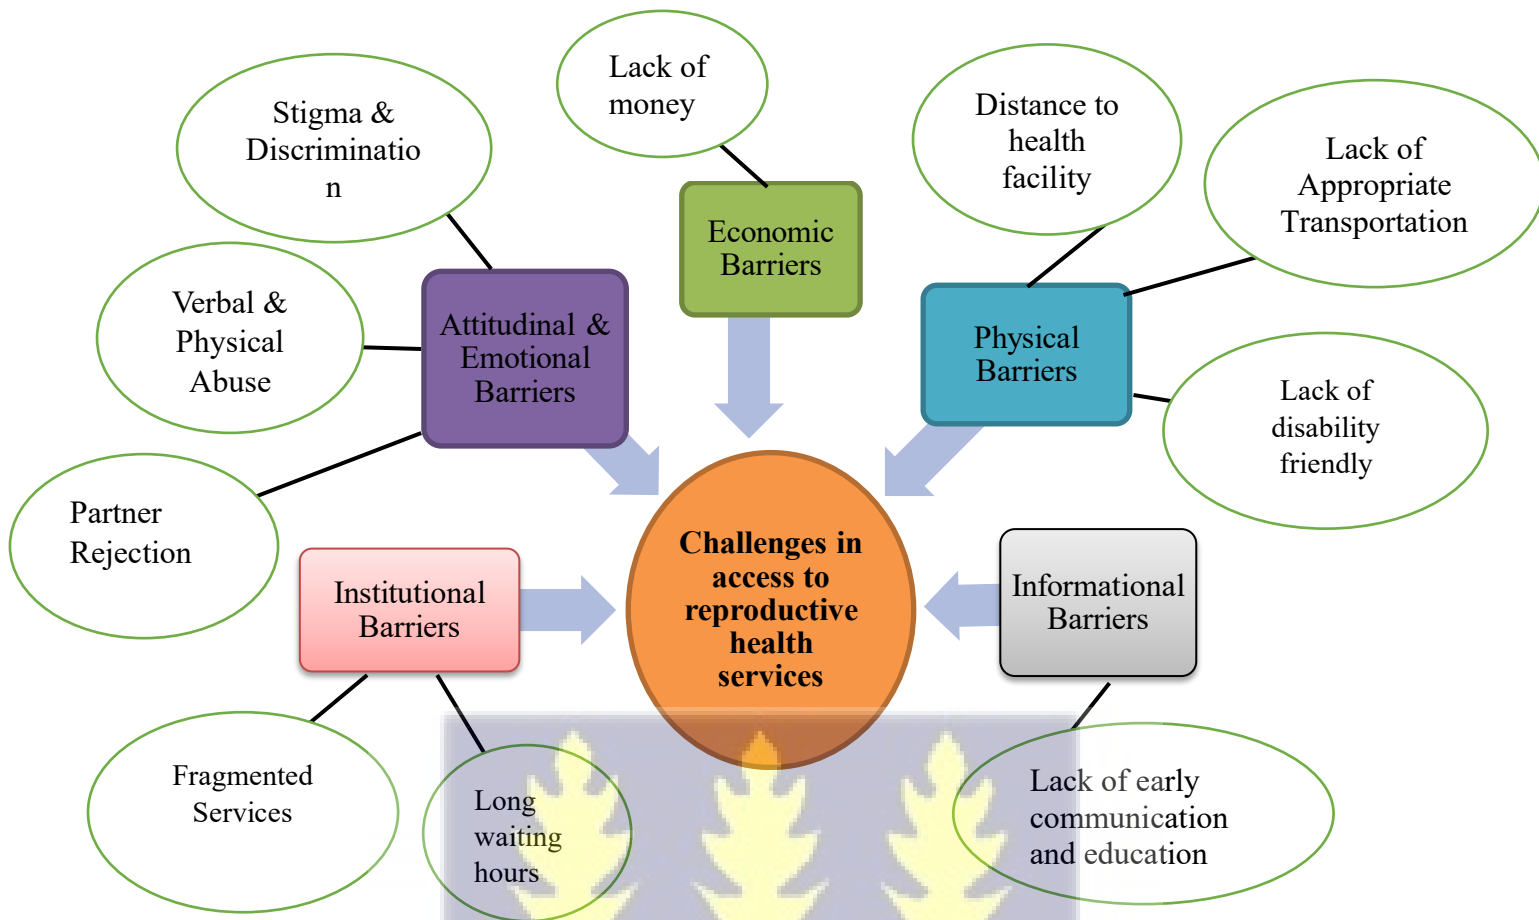 Lack of
money
Stigma &
Discriminatio
n
Distance to
health
facility
Lack of
Appropriate
Transportation
Economic
Barriers
Verbal &
Physical
Abuse
Attitudinal &
Emotional
Barriers
Physical
Barriers
Lack of
disability
friendly
Partner
Rejection
Challenges in
access to
reproductive
health
services
Institutional
Barriers
Informational
Barriers
Fragmented
Services
Long
waiting
hours
Lack of early
communication
and education